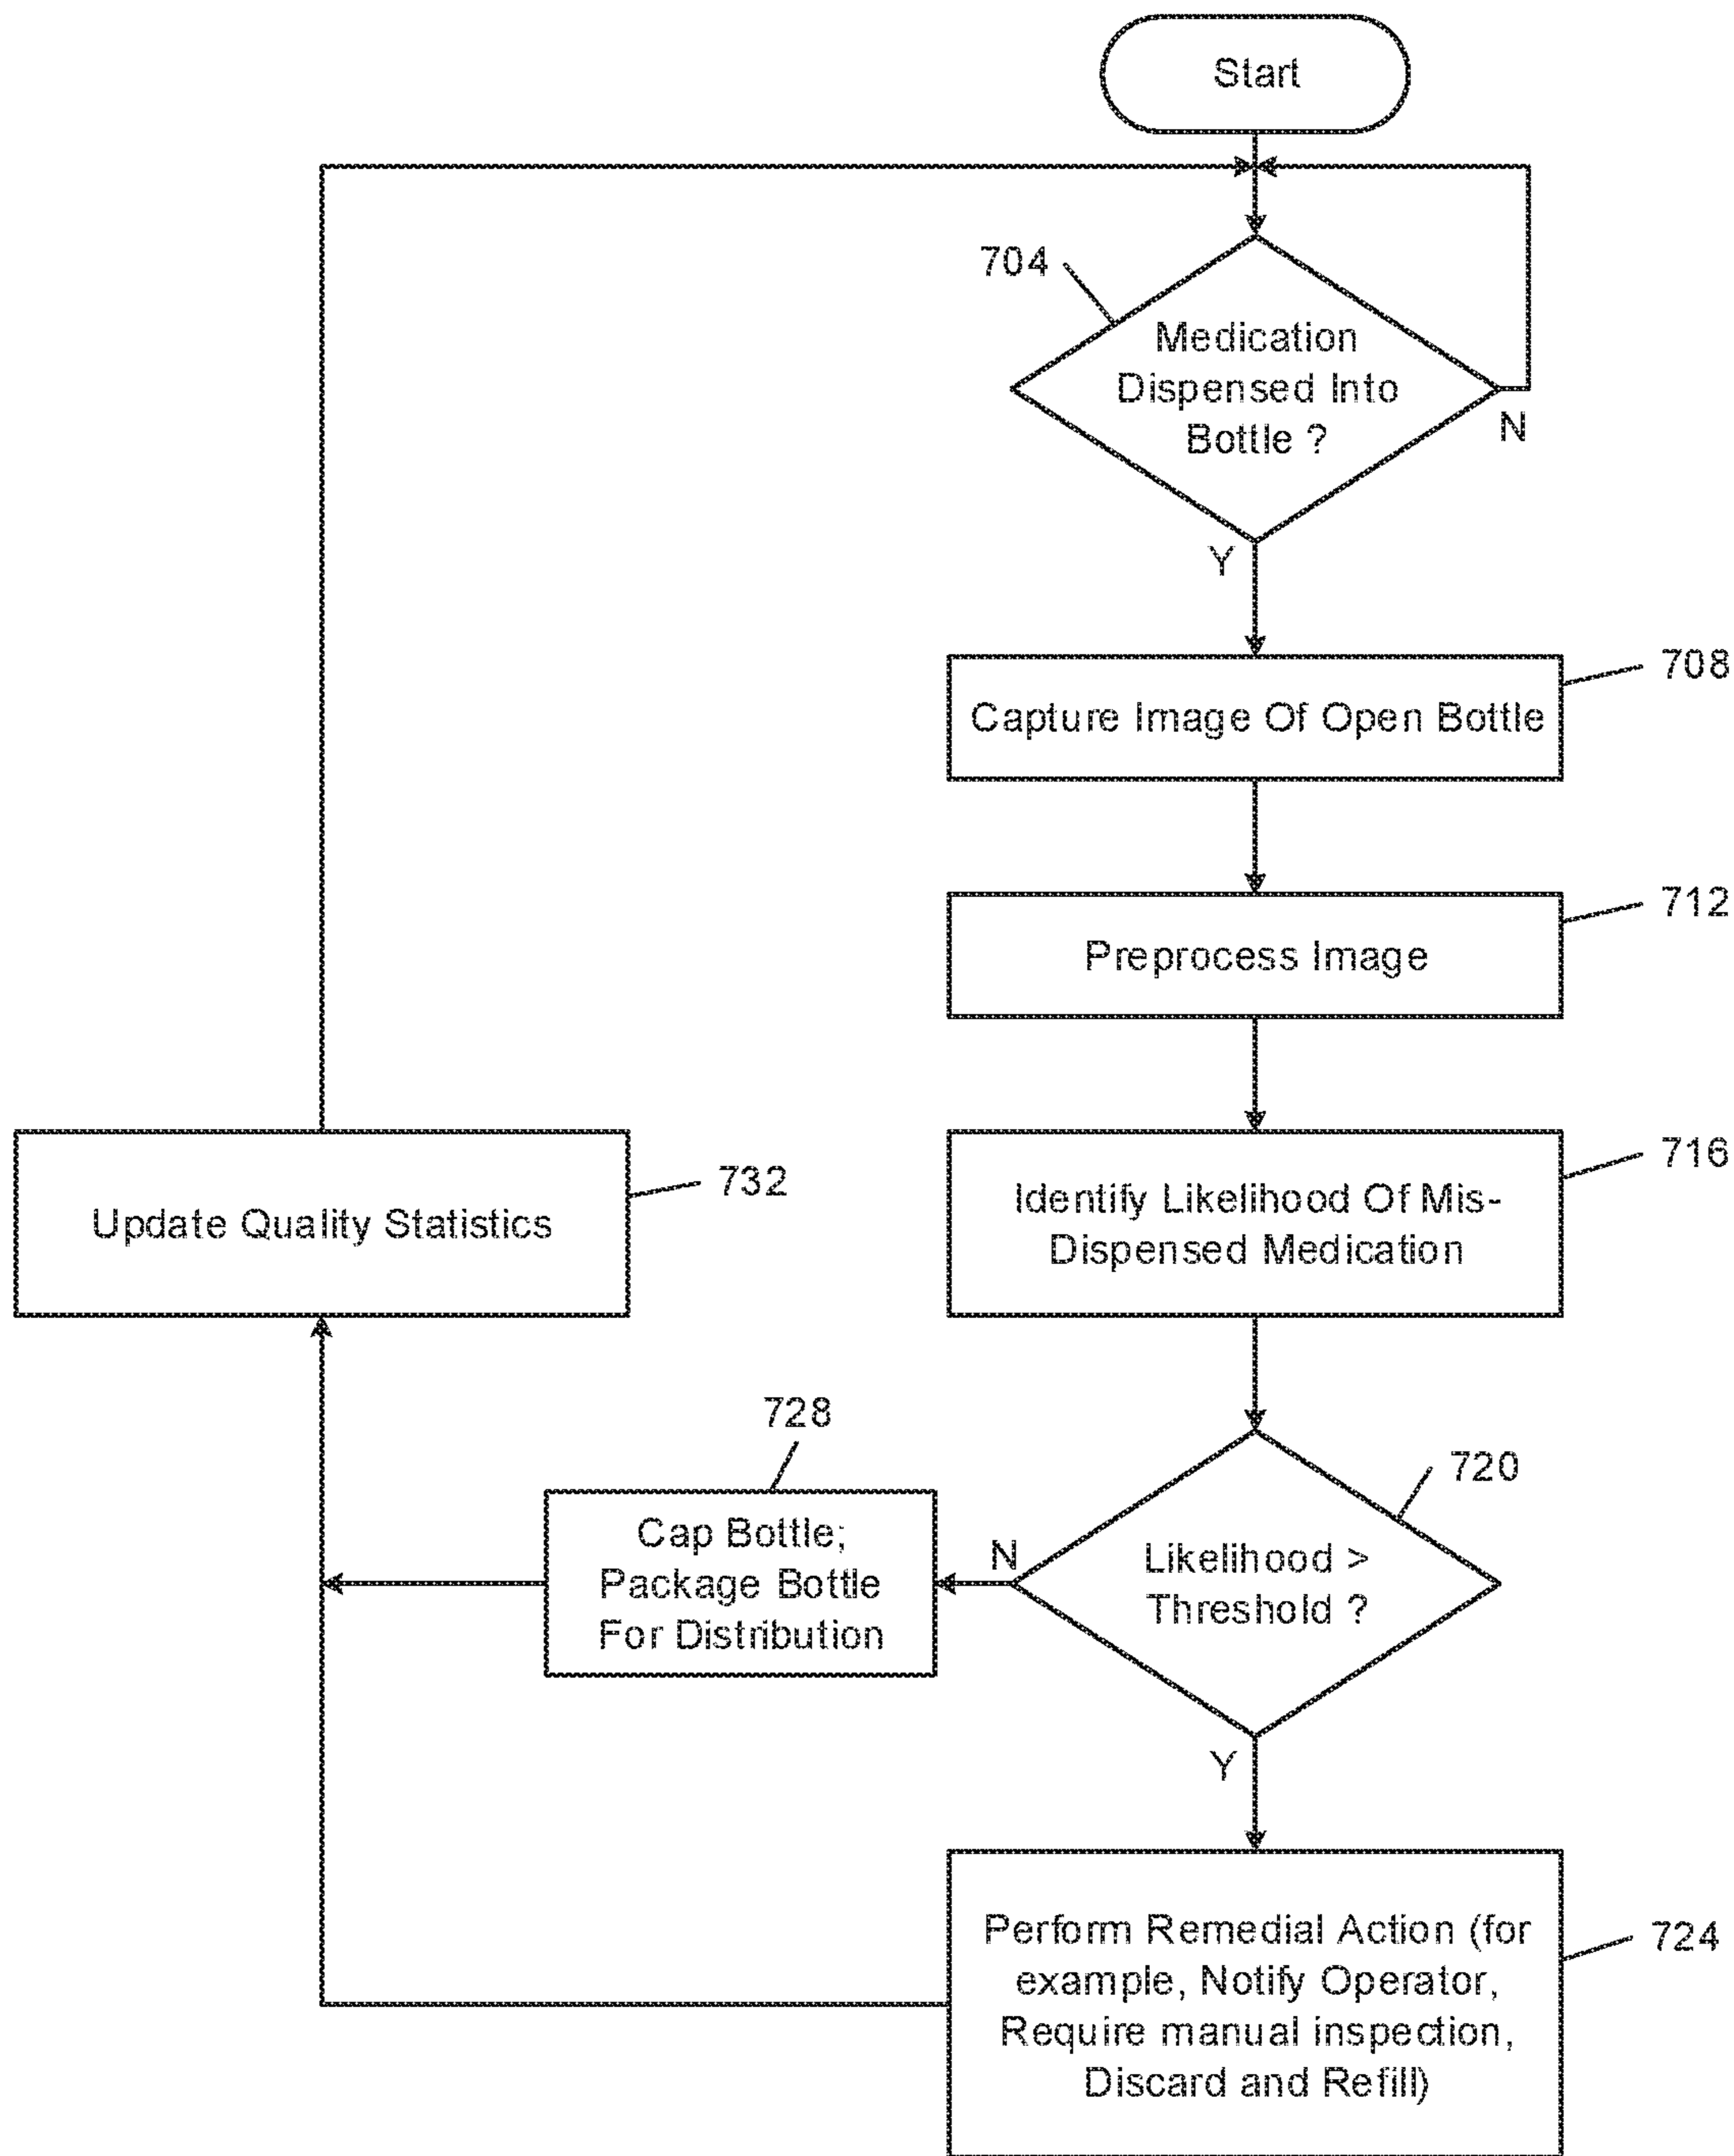 Start
704
Medication
Dispensed Into
Bottle ?
N
Y
708
Capture Image Of Open Bottle
712
Preprocess Image
716
Identify Likelihood Of Mis-
Dispensed Medication
732
Update Quality Statistics
728
Cap Bottle;
Package Bottle
For Distribution
N
720
Likelihood >
Threshold ?
Y
724
Perform Remedial Action (for
example, Notify Operator,
Require manual inspection,
Discard and Refill)